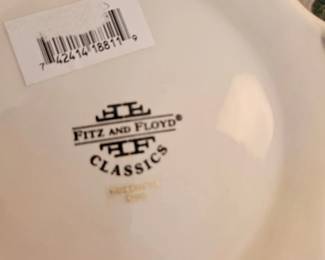 7 42414 18811 9
FITZ AND FLOYD®
CLASSICS